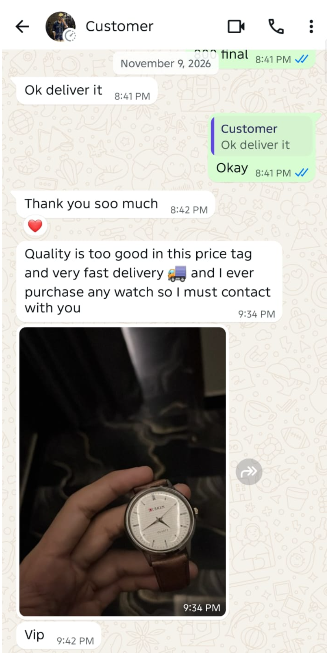 Customer
final 8:41 PM
November 9, 2026
Ok deliver it 8:41 PM
Customer
Ok deliver it
Okay 8:41 PM
Thank you soo much 8:42 PM
Quality is too good in this price tag
and very fast delivery 🚚 and I ever
purchase any watch so I must contact
with you
9:34 PM
9:34 PM
Vip 9:42 PM